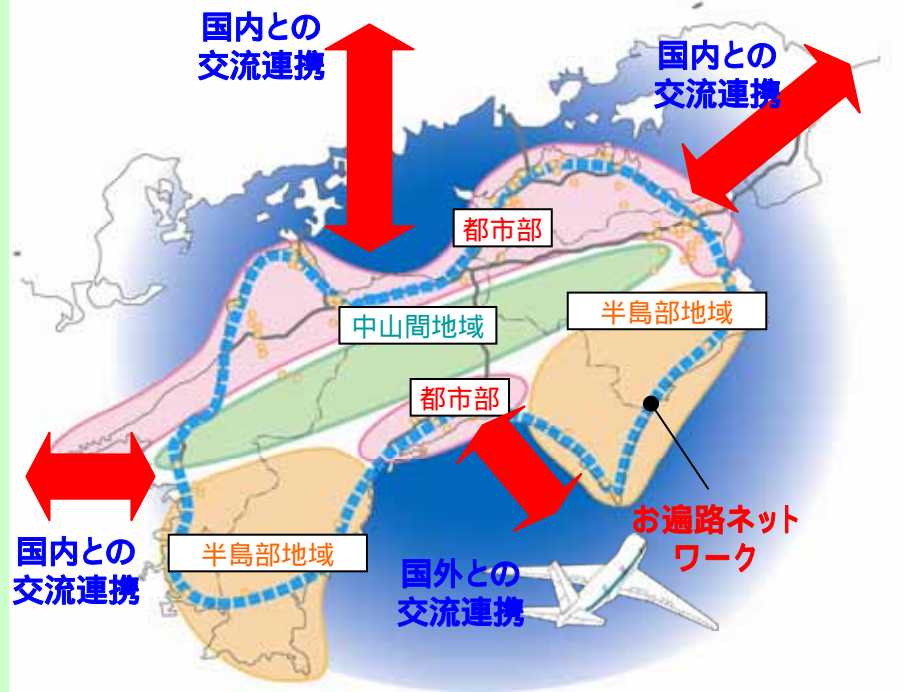 国内との
交流連携
国内との
交流連携
都市部
半島部地域
中山間地域
都市部
お遍路ネット
ワーク
国内との
交流連携
半島部地域
国外との
交流連携